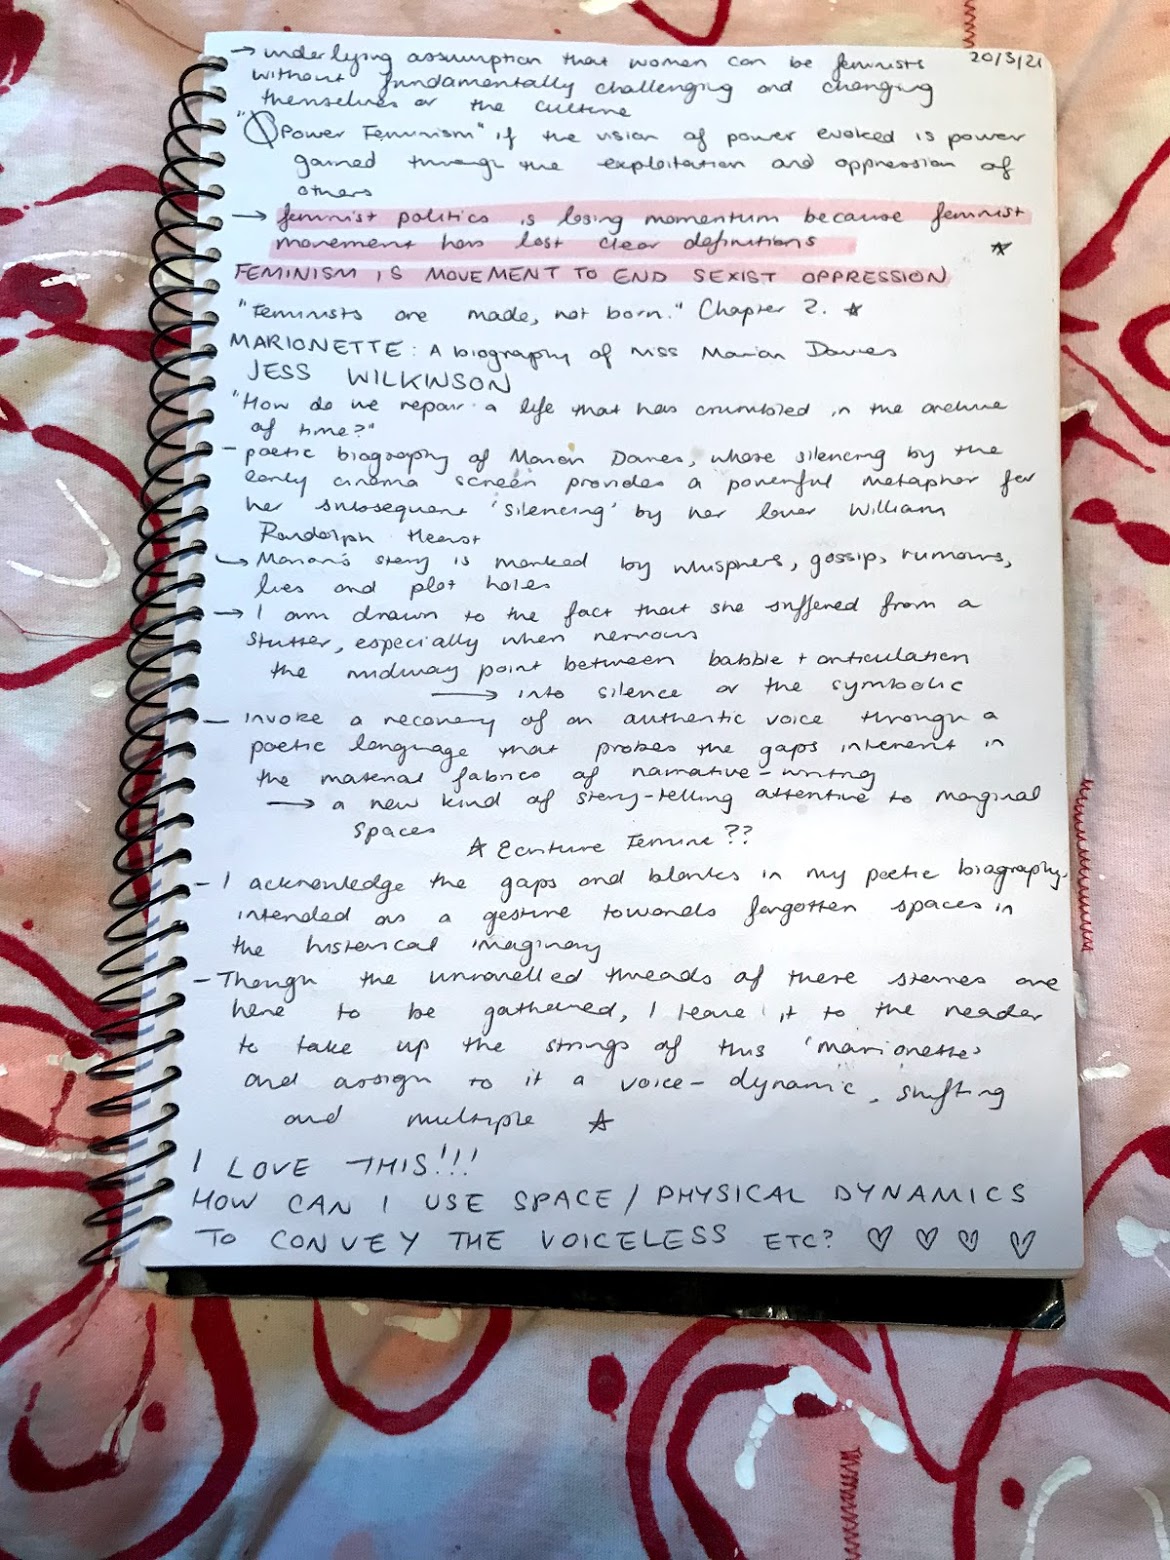 → underlying assumption that women can be feminists 20/3/21
without fundamentally challenging and changing
themselves or the culture
"Power Feminism" if the vision of power evoked is power
gained through the exploitation and oppression of
others
→ feminist politics is losing momentum because feminist
movement has lost clear definitions ☆
FEMINISM IS MOVEMENT TO END SEXIST OPPRESSION
"Feminists are made, not born." Chapter 2. ☆
MARIONETTE: A biography of Miss Marion Davies
JESS WILKINSON
"How do we repair a life that has crumbled in the archive
of time?"
- poetic biography of Marion Davies, whose silencing by the
early cinema screen provides a powerful metaphor for
her subsequent 'silencing' by her lover William
Randolph Hearst
↳ Marion's story is marked by whispers, gossip, rumours,
lies and plot holes
→ I am drawn to the fact that she suffered from a
stutter, especially when nervous
the midway point between babble + articulation
→ into silence or the symbolic
- invoke a recovery of an authentic voice through a
poetic language that probes the gaps inherent in
the material fabrics of narrative-writing
→ a new kind of story-telling attentive to marginal
spaces
☆ Ecriture Femine??
- I acknowledge the gaps and blanks in my poetic biography,
intended as a gesture towards forgotten spaces in
the historical imaginary
- Though the unravelled threads of these stories are
here to be gathered, I leave it to the reader
to take up the strings of this 'marionette'
and assign to it a voice - dynamic, shifting
and multiple ☆
I LOVE THIS!!!
HOW CAN I USE SPACE / PHYSICAL DYNAMICS
TO CONVEY THE VOICELESS ETC? ♡ ♡ ♡ ♡